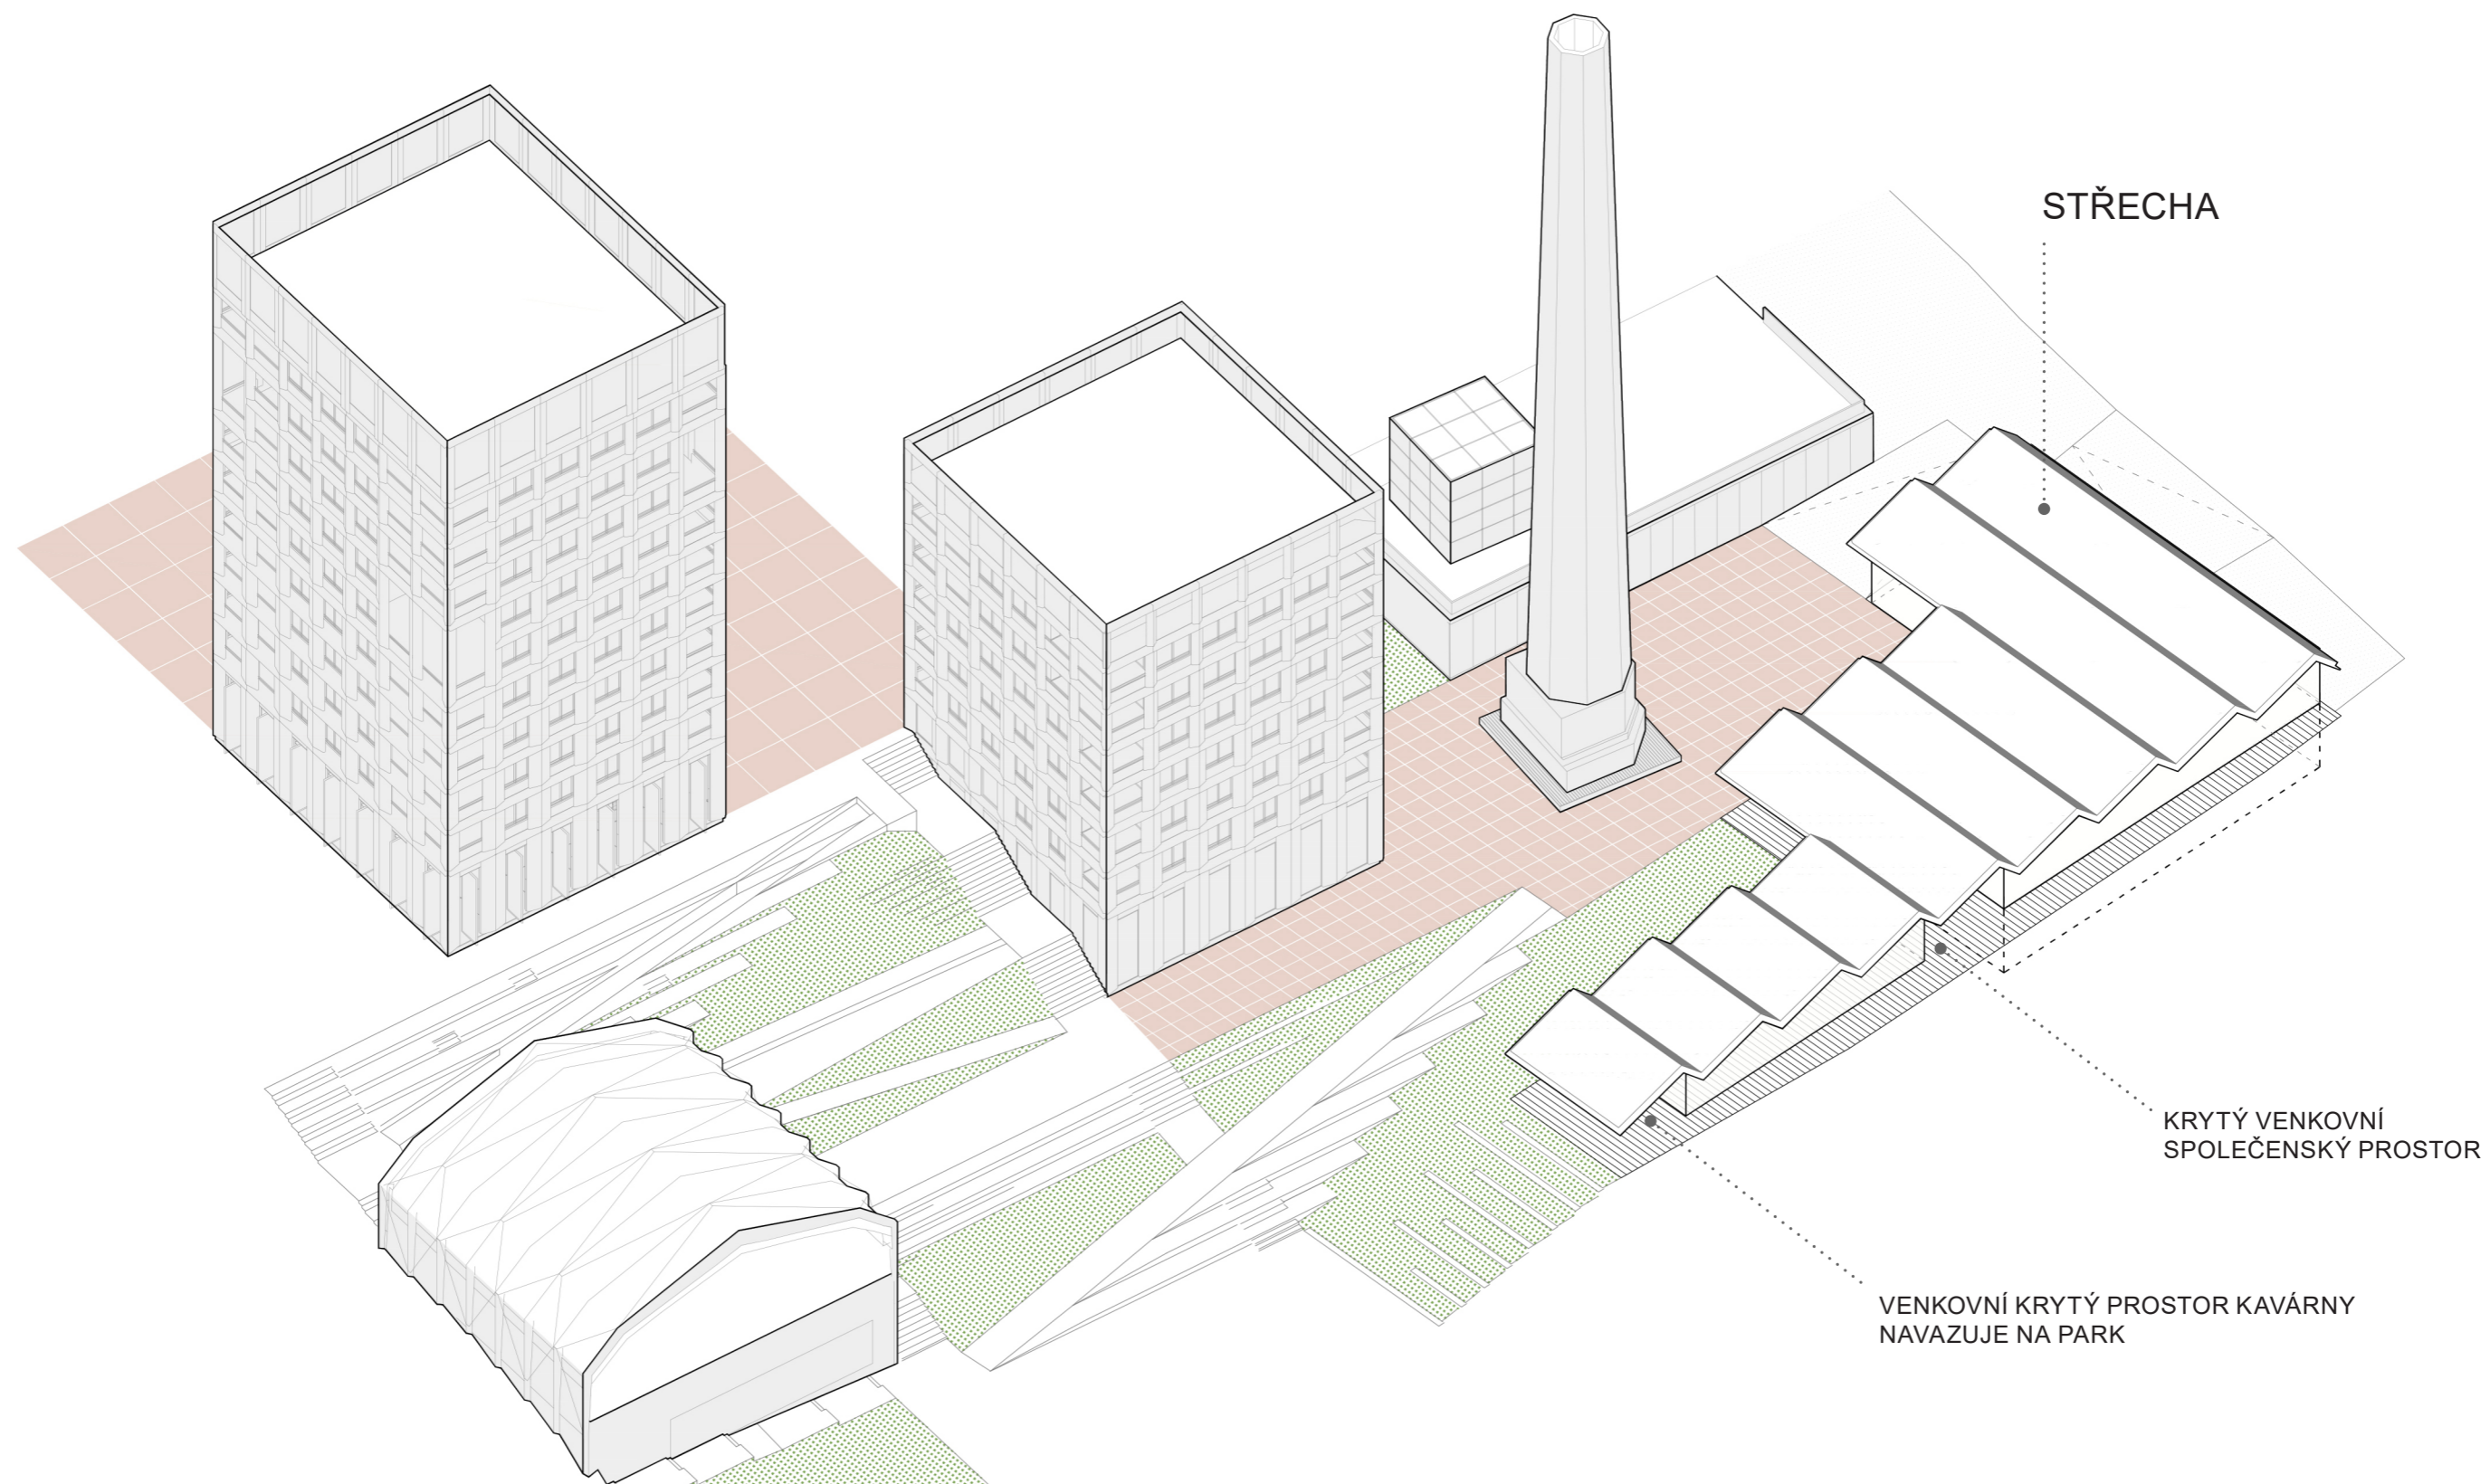 STŘECHA
KRYTÝ VENKOVNÍ
SPOLEČENSKÝ PROSTOR
VENKOVNÍ KRYTÝ PROSTOR KAVÁRNY
NAVAZUJE NA PARK